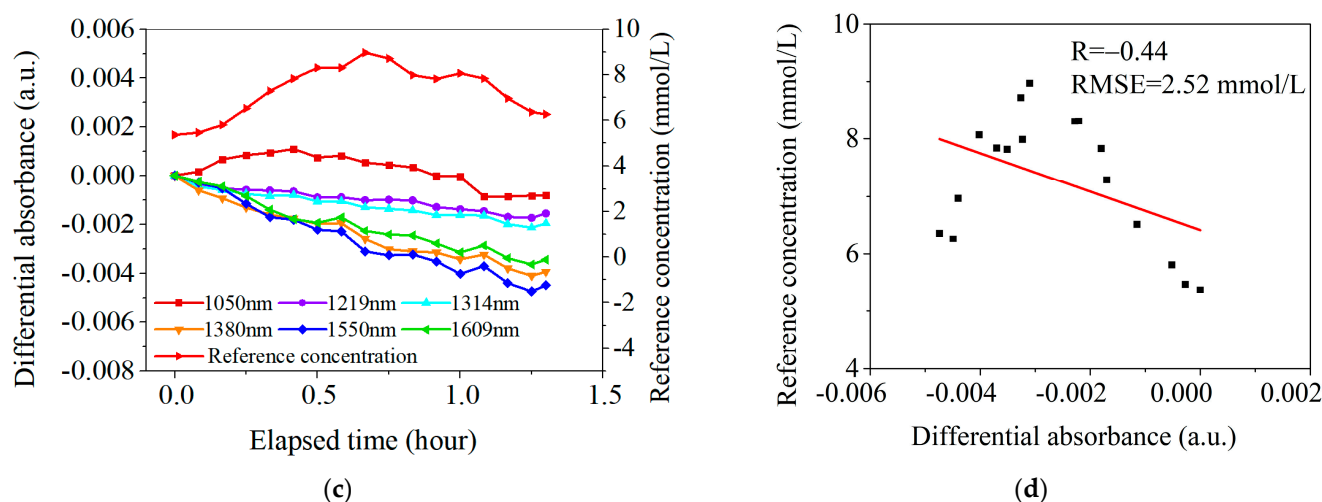 0.006
0.004
0.002
0.000
-0.002
-0.004
-0.006
-0.008
Differential absorbance (a.u.)
10
8
6
4
2
0
-2
-4
Reference concentration (mmol/L)
1050nm 1219nm 1314nm
1380nm 1550nm 1609nm
Reference concentration
0.0 0.5 1.0 1.5
Elapsed time (hour)
(c)
10
8
6
4
Reference concentration (mmol/L)
R=−0.44
RMSE=2.52 mmol/L
-0.006 -0.004 -0.002 0.000 0.002
Differential absorbance (a.u.)
(d)